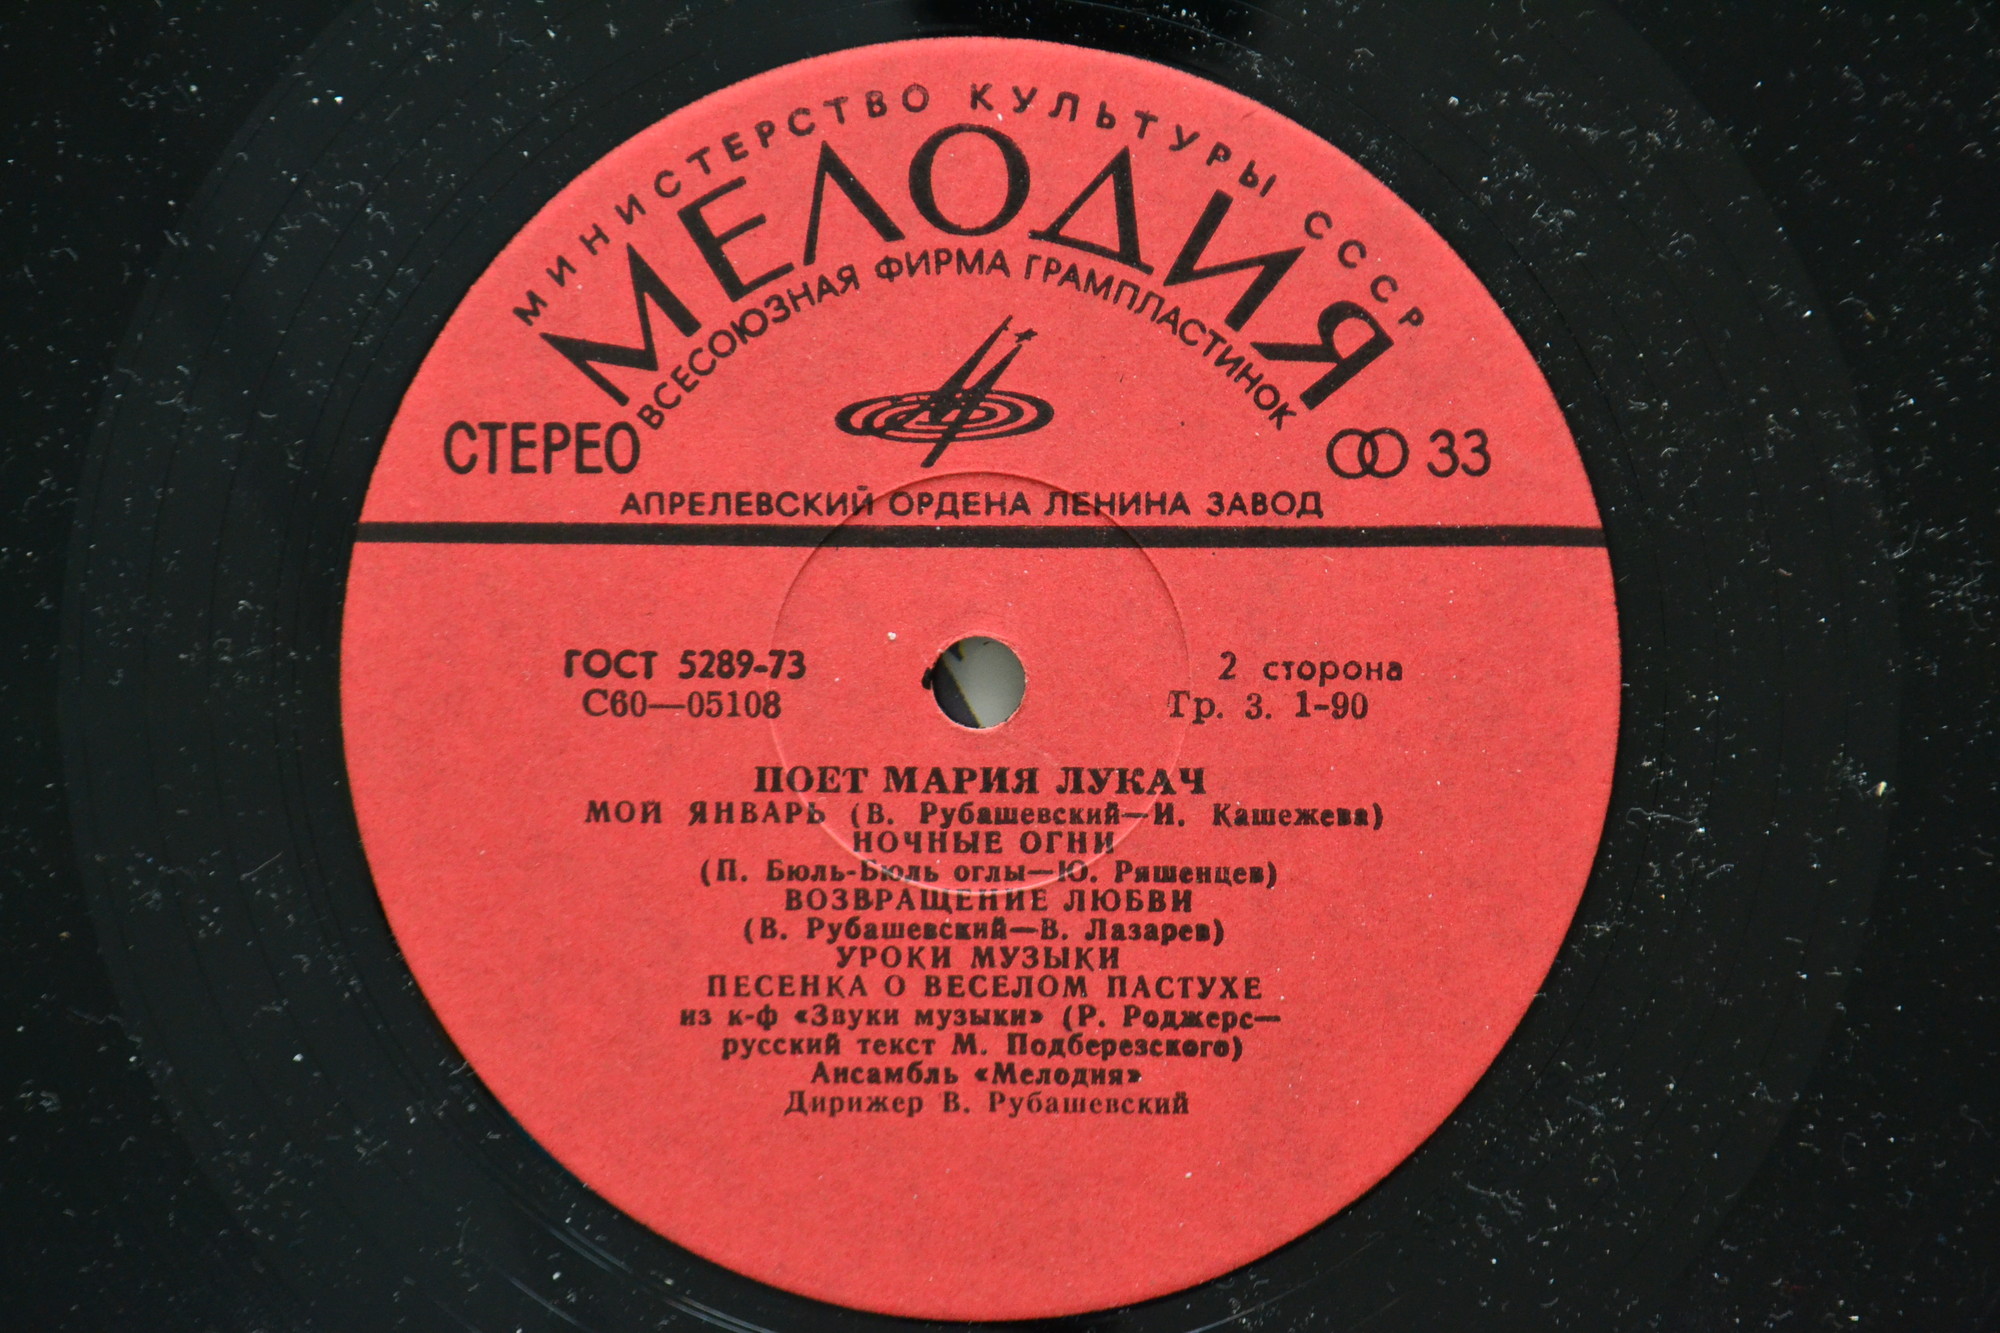 МИНИСТЕРСТВО КУЛЬТУРЫ СССР
МЕЛОДИЯ
ВСЕСОЮЗНАЯ ФИРМА ГРАМПЛАСТИНОК
СТЕРЕО
33
АПРЕЛЕВСКИЙ ОРДЕНА ЛЕНИНА ЗАВОД
ГОСТ 5289-73
2 сторона
С60—05108
Гр. 3. 1-90
ПОЕТ МАРИЯ ЛУКАЧ
МОЙ ЯНВАРЬ (В. Рубашевский—И. Кашежева)
НОЧНЫЕ ОГНИ
(П. Бюль-Бюль оглы—Ю. Ряшенцев)
ВОЗВРАЩЕНИЕ ЛЮБВИ
(В. Рубашевский—В. Лазарев)
УРОКИ МУЗЫКИ
ПЕСЕНКА О ВЕСЕЛОМ ПАСТУХЕ
из к-ф «Звуки музыки» (Р. Роджерс—
русский текст М. Подберезского)
Ансамбль «Мелодия»
Дирижер В. Рубашевский